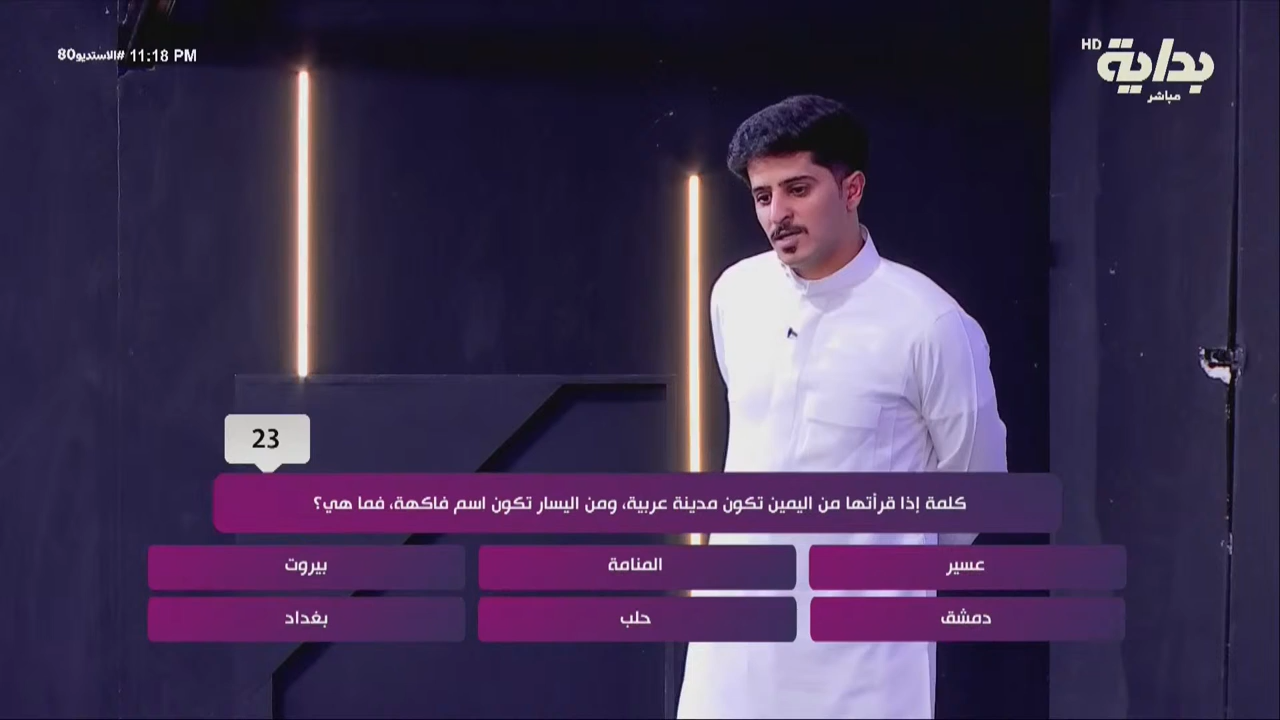 #الاستديو80 11:18 PM
بداية HD
مباشر
23
كلمة إذا قرأتها من اليمين تكون مدينة عربية، ومن اليسار تكون اسم فاكهة، فما هي؟
عسير
المنامة
بيروت
دمشق
حلب
بغداد